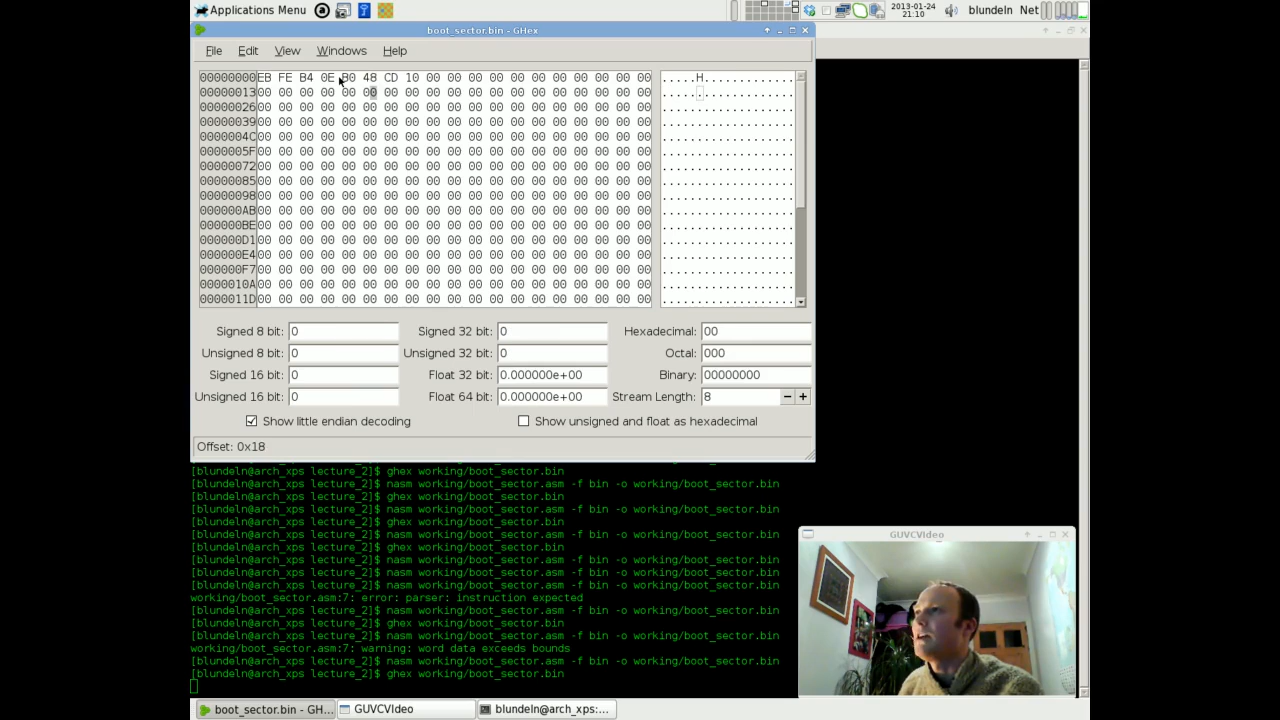 Applications Menu
2013-01-24
21:10
blundeln
Net
boot_sector.bin - GHex
File Edit View Windows Help
00000000 EB FE 04 0E 48 10 00 00 00 00 00 00 00 00 00 00 00 ....H.............
00000013 00 00 00 00 00 00 00 00 00 00 00 00 00 00 00 00 00 00 00 ...................
00000026 00 00 00 00 00 00 00 00 00 00 00 00 00 00 00 00 00 00 00 ...................
00000039 00 00 00 00 00 00 00 00 00 00 00 00 00 00 00 00 00 00 00 ...................
0000004C 00 00 00 00 00 00 00 00 00 00 00 00 00 00 00 00 00 00 00 ...................
0000005F 00 00 00 00 00 00 00 00 00 00 00 00 00 00 00 00 00 00 00 ...................
00000072 00 00 00 00 00 00 00 00 00 00 00 00 00 00 00 00 00 00 00 ...................
00000085 00 00 00 00 00 00 00 00 00 00 00 00 00 00 00 00 00 00 00 ...................
00000098 00 00 00 00 00 00 00 00 00 00 00 00 00 00 00 00 00 00 00 ...................
000000AB 00 00 00 00 00 00 00 00 00 00 00 00 00 00 00 00 00 00 00 ...................
000000BE 00 00 00 00 00 00 00 00 00 00 00 00 00 00 00 00 00 00 00 ...................
000000D1 00 00 00 00 00 00 00 00 00 00 00 00 00 00 00 00 00 00 00 ...................
000000E4 00 00 00 00 00 00 00 00 00 00 00 00 00 00 00 00 00 00 00 ...................
000000F7 00 00 00 00 00 00 00 00 00 00 00 00 00 00 00 00 00 00 00 ...................
0000010A 00 00 00 00 00 00 00 00 00 00 00 00 00 00 00 00 00 00 00 ...................
0000011D 00 00 00 00 00 00 00 00 00 00 00 00 00 00 00 00 00 00 00 ...................
Signed 8 bit: 0 Signed 32 bit: 0 Hexadecimal: 00
Unsigned 8 bit: 0 Unsigned 32 bit: 0 Octal: 000
Signed 16 bit: 0 Float 32 bit: 0.000000e+00 Binary: 00000000
Unsigned 16 bit: 0 Float 64 bit: 0.000000e+00 Stream Length: 8 − +
Show little endian decoding Show unsigned and float as hexadecimal
Offset: 0x18
[blundeln@arch_xps lecture_2]$ ghex working/boot_sector.bin
[blundeln@arch_xps lecture_2]$ nasm working/boot_sector.asm -f bin -o working/boot_sector.bin
[blundeln@arch_xps lecture_2]$ ghex working/boot_sector.bin
[blundeln@arch_xps lecture_2]$ nasm working/boot_sector.asm -f bin -o working/boot_sector.bin
[blundeln@arch_xps lecture_2]$ ghex working/boot_sector.bin
[blundeln@arch_xps lecture_2]$ nasm working/boot_sector.asm -f bin -o working/boot_sector.bin
[blundeln@arch_xps lecture_2]$ ghex working/boot_sector.bin
[blundeln@arch_xps lecture_2]$ nasm working/boot_sector.asm -f bin -o working/boot_sector.bin
[blundeln@arch_xps lecture_2]$ nasm working/boot_sector.asm -f bin -o working/boot_sector.bin
[blundeln@arch_xps lecture_2]$ nasm working/boot_sector.asm -f bin -o working/boot_sector.bin
working/boot_sector.asm:7: error: parser: instruction expected
[blundeln@arch_xps lecture_2]$ nasm working/boot_sector.asm -f bin -o working/boot_sector.bin
[blundeln@arch_xps lecture_2]$ ghex working/boot_sector.bin
[blundeln@arch_xps lecture_2]$ nasm working/boot_sector.asm -f bin -o working/boot_sector.bin
working/boot_sector.asm:7: warning: word data exceeds bounds
[blundeln@arch_xps lecture_2]$ nasm working/boot_sector.asm -f bin -o working/boot_sector.bin
[blundeln@arch_xps lecture_2]$ ghex working/boot_sector.bin
GUVCVideo
boot_sector.bin - GH... GUVCVideo blundeln@arch_xps:...